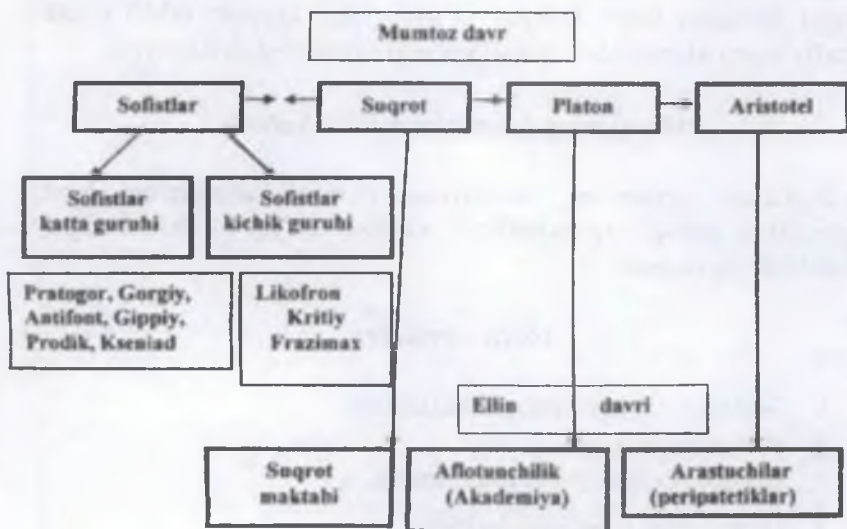 Mumtoz davr
Sofistlar
Suqrot
Platon
Aristotel
Sofistlar
katta guruhi
Sofistlar
kichik guruhi
Pratogor, Gorgiy,
Antifont, Gippiy,
Prodik, Kseniad
Likofron
Kritiy
Frazimax
Ellin davri
Suqrot
maktabi
Aflotunchilik
(Akademiya)
Arastuchilar
(peripatetiklar)